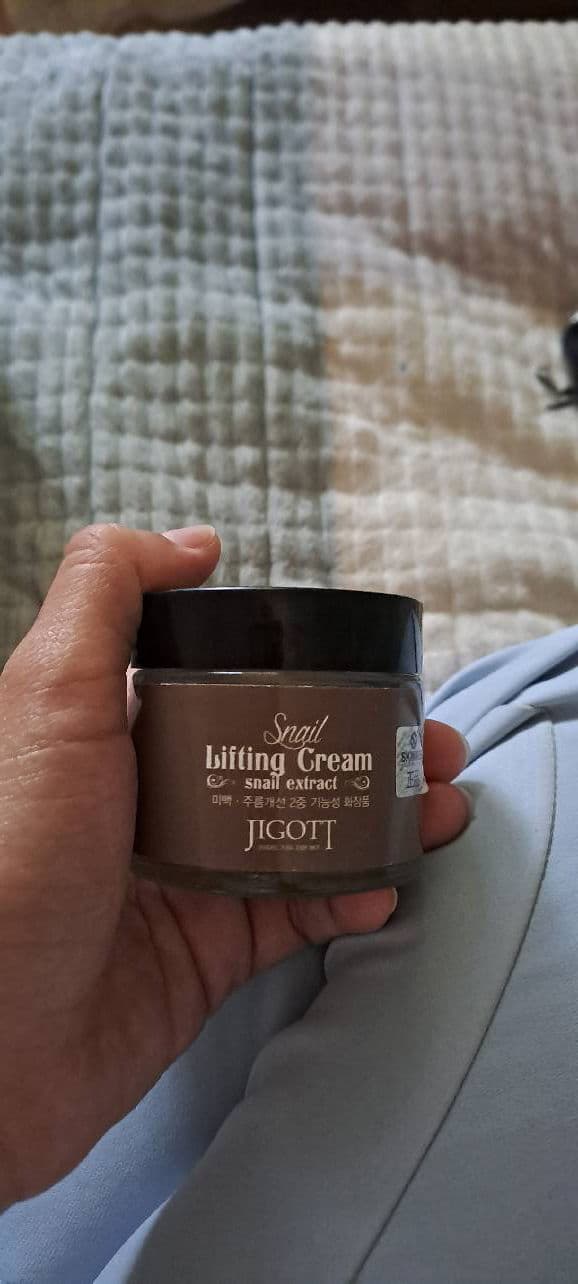 Snail
Lifting Cream
snail extract
미백 · 주름개선 2중 기능성 화장품
JIGOTT